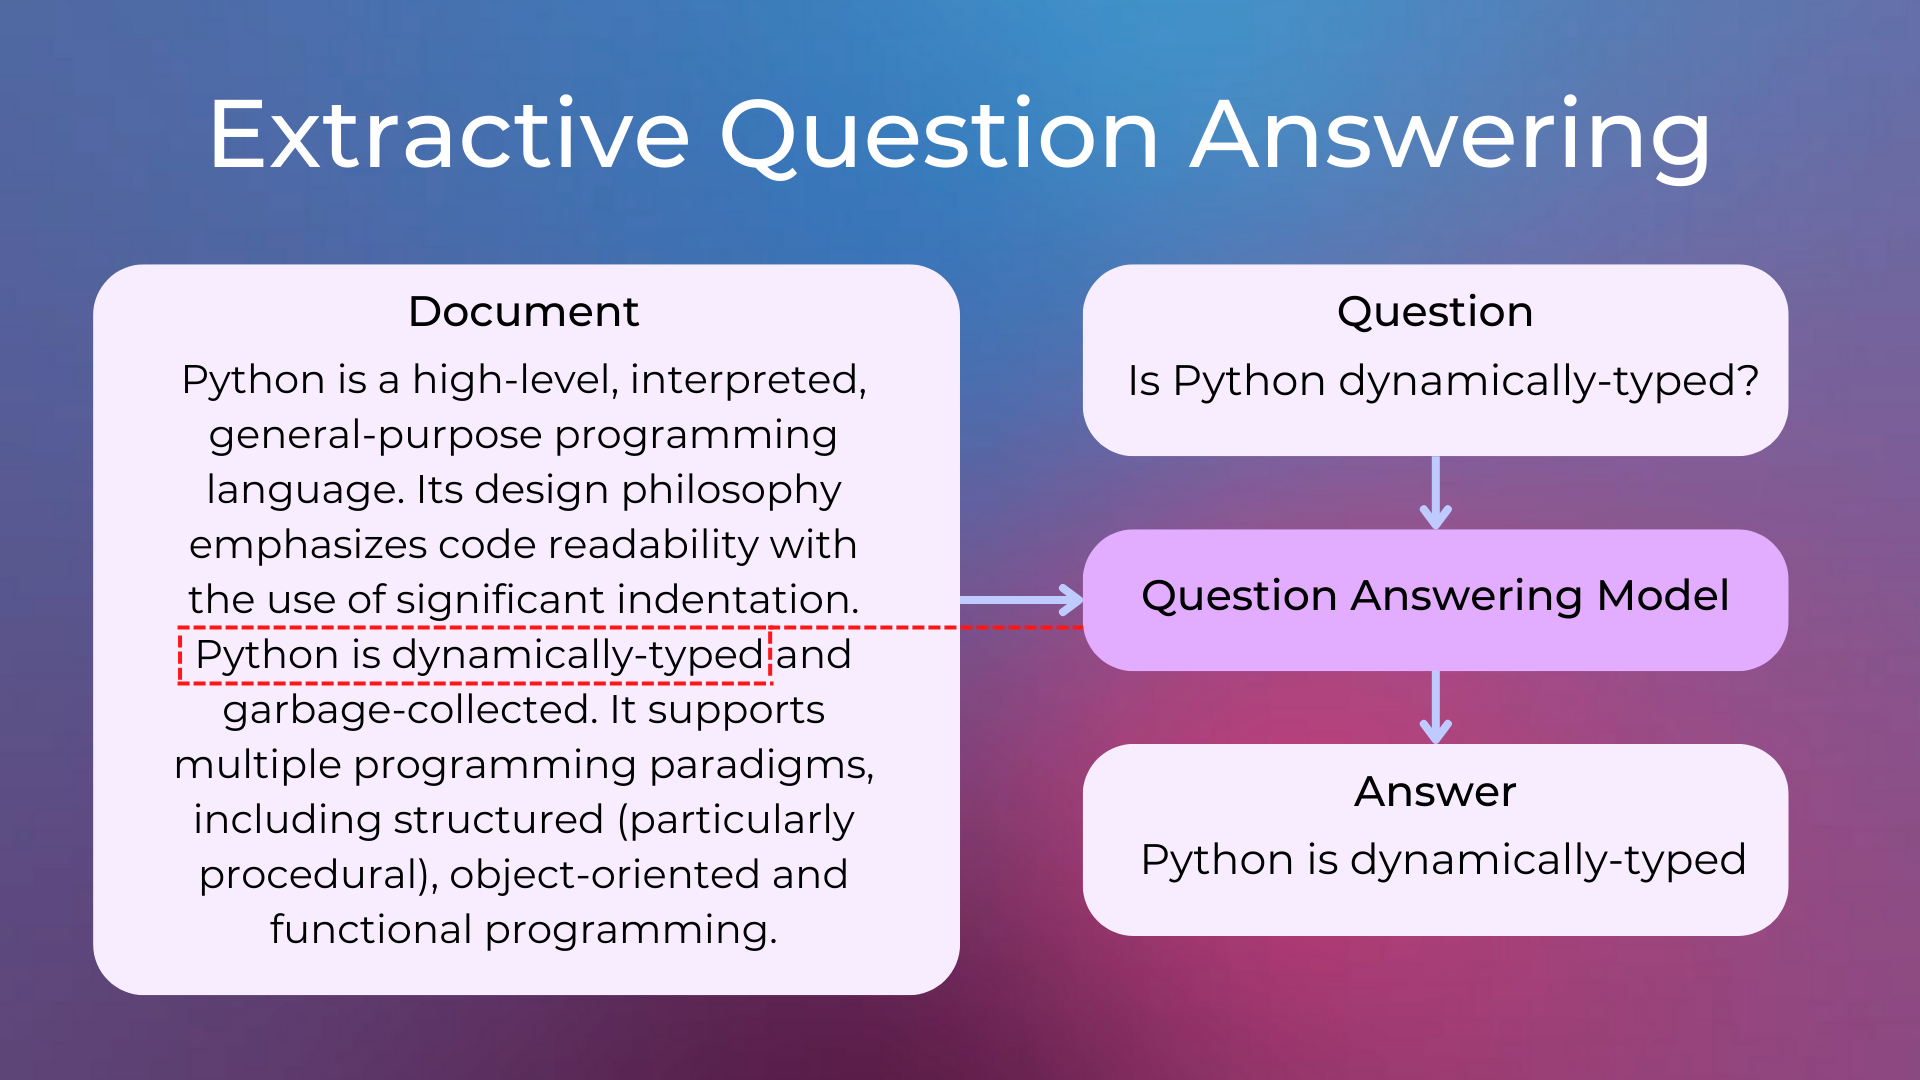 Extractive Question Answering
Document
Python is a high-level, interpreted,
general-purpose programming
language. Its design philosophy
emphasizes code readability with
the use of significant indentation.
Python is dynamically-typed and
garbage-collected. It supports
multiple programming paradigms,
including structured (particularly
procedural), object-oriented and
functional programming.
Question
Is Python dynamically-typed?
Question Answering Model
Answer
Python is dynamically-typed